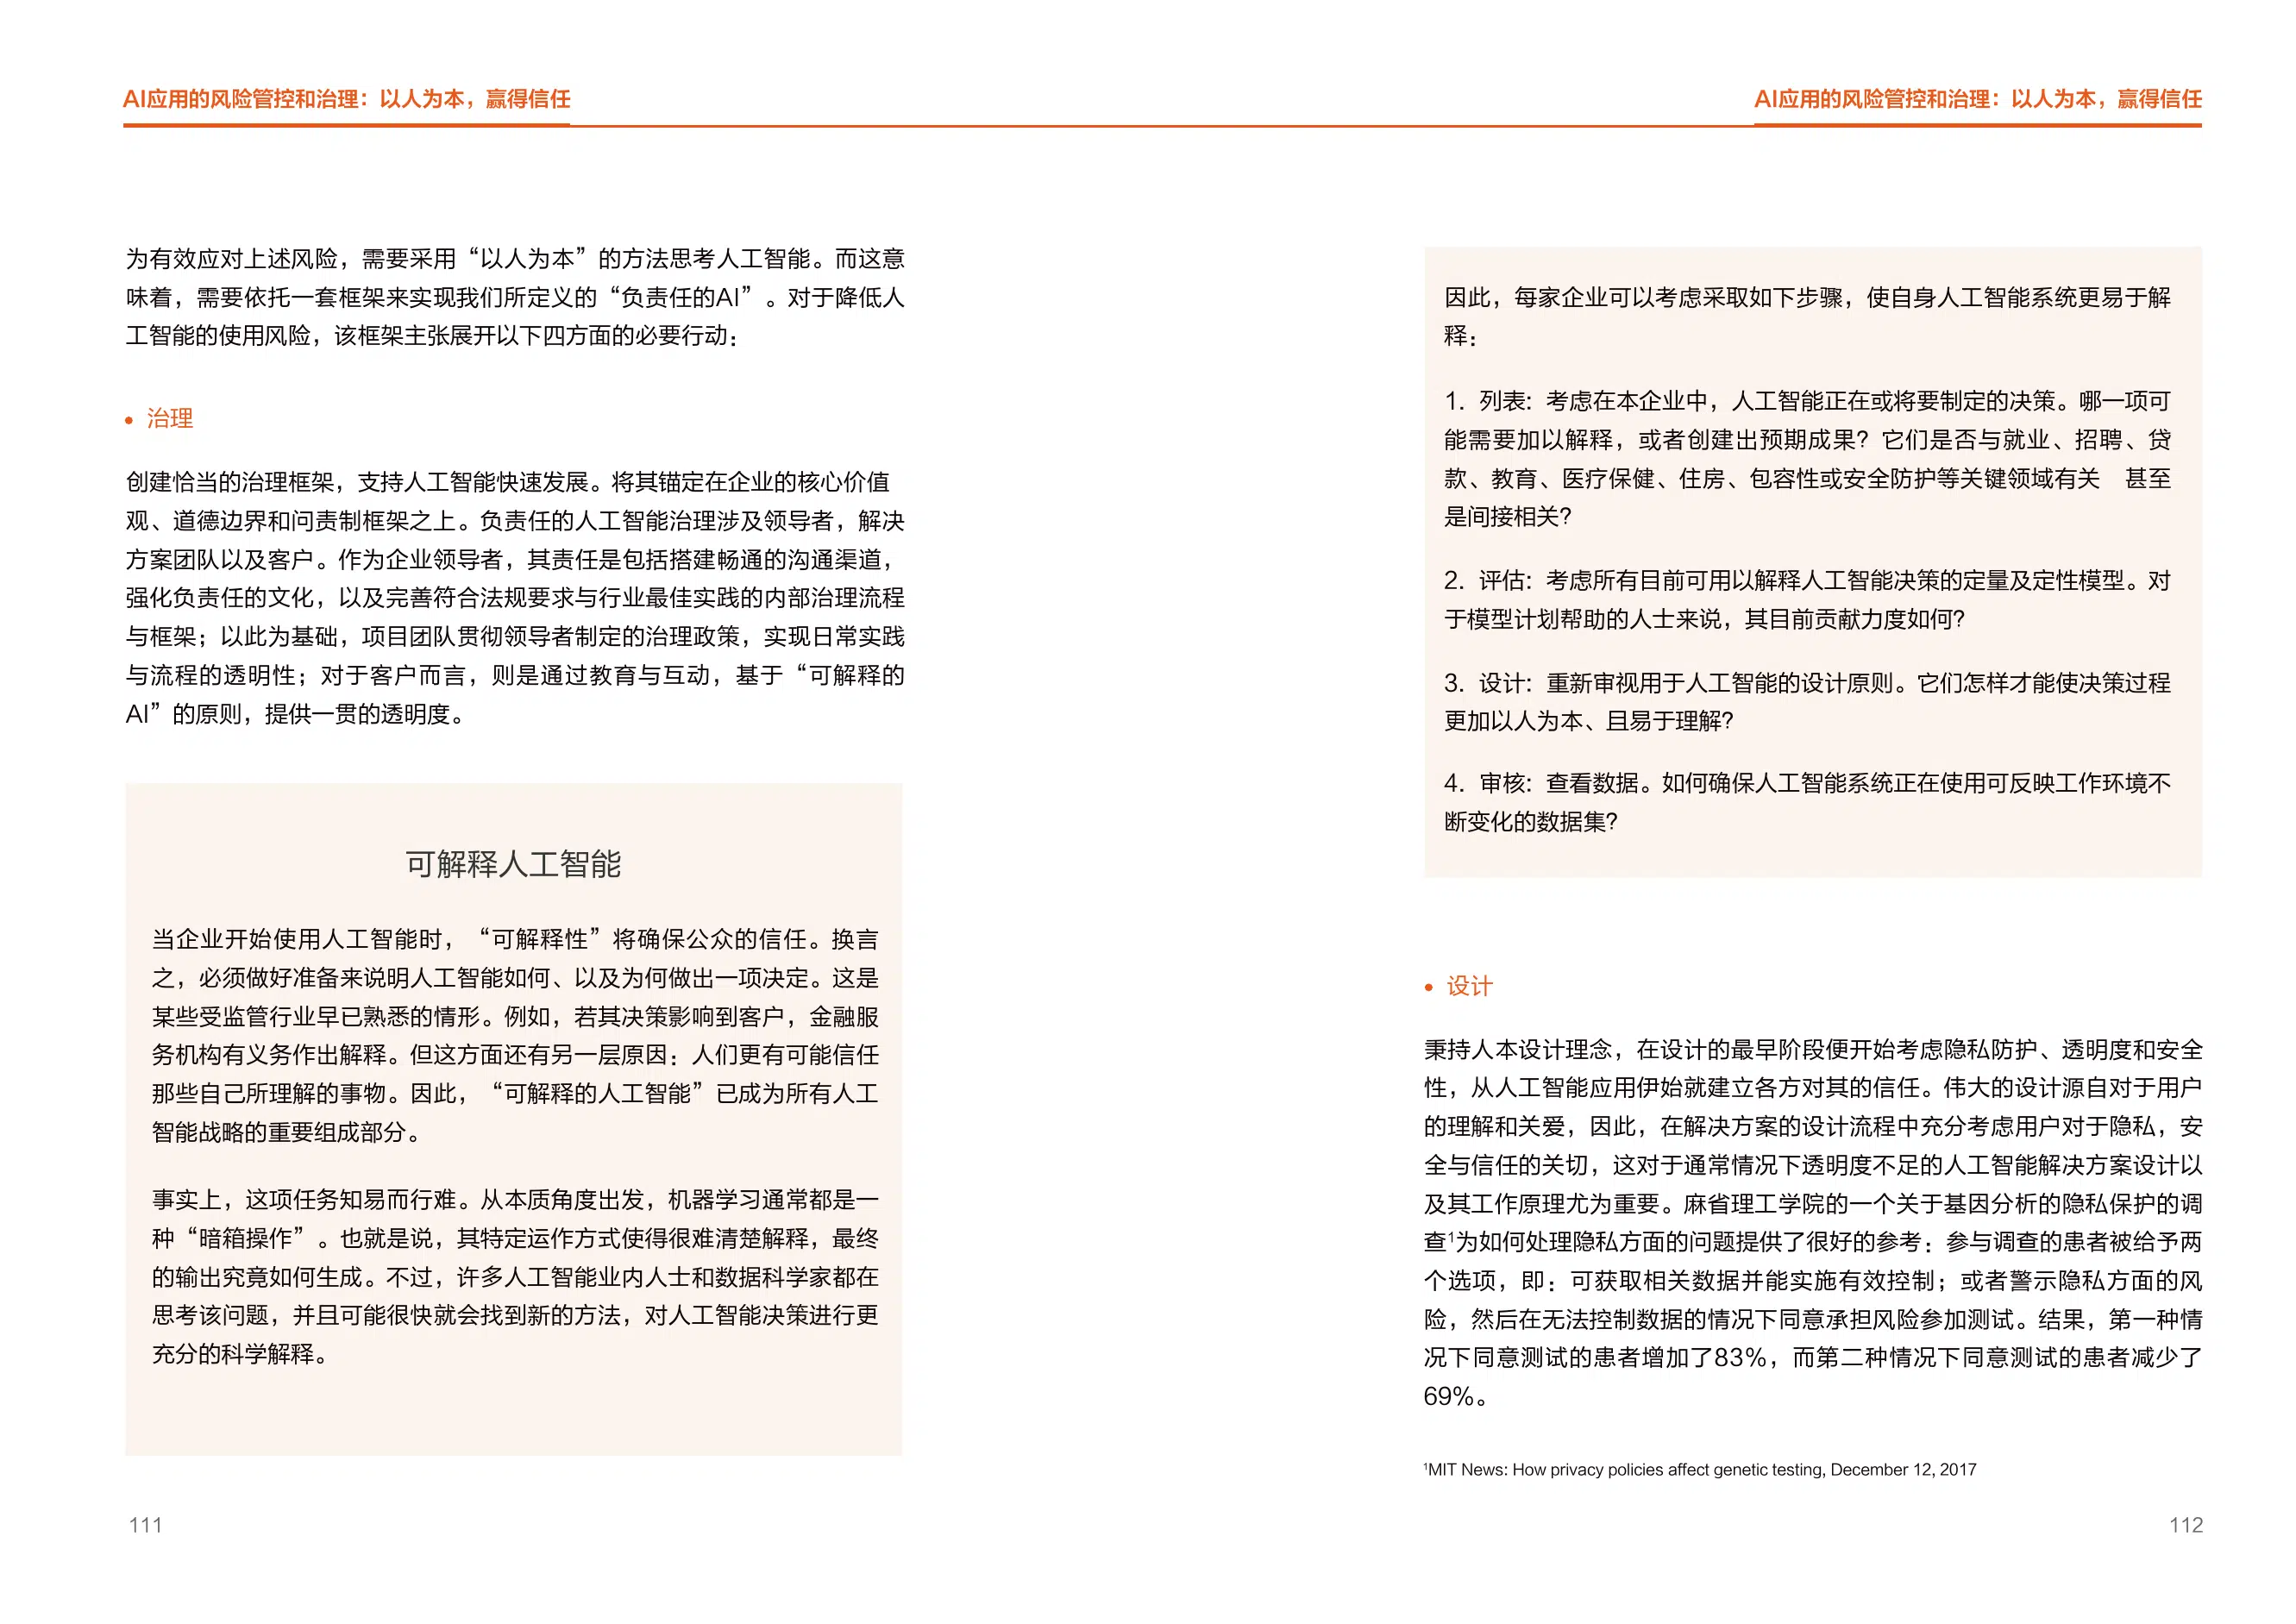 AI应用的风险管控和治理：以人为本，赢得信任
为有效应对上述风险，需要采用“以人为本”的方法思考人工智能。而这意
味着，需要依托一套框架来实现我们所定义的“负责任的AI”。对于降低人
工智能的使用风险，该框架主张展开以下四方面的必要行动：
• 治理
创建恰当的治理框架，支持人工智能快速发展。将其锚定在企业的核心价值
观、道德边界和问责制框架之上。负责任的人工智能治理涉及领导者，解决
方案团队以及客户。作为企业领导者，其责任是包括搭建畅通的沟通渠道，
强化负责任的文化，以及完善符合法规要求与行业最佳实践的内部治理流程
与框架；以此为基础，项目团队贯彻领导者制定的治理政策，实现日常实践
与流程的透明性；对于客户而言，则是通过教育与互动，基于“可解释的
AI”的原则，提供一贯的透明度。
可解释人工智能
当企业开始使用人工智能时，“可解释性”将确保公众的信任。换言
之，必须做好准备来说明人工智能如何、以及为何做出一项决定。这是
某些受监管行业早已熟悉的情形。例如，若其决策影响到客户，金融服
务机构有义务作出解释。但这方面还有另一层原因：人们更有可能信任
那些自己所理解的事物。因此，“可解释的人工智能”已成为所有人工
智能战略的重要组成部分。
事实上，这项任务知易而行难。从本质角度出发，机器学习通常都是一
种“暗箱操作”。也就是说，其特定运作方式使得很难清楚解释，最终
的输出究竟如何生成。不过，许多人工智能业内人士和数据科学家都在
思考该问题，并且可能很快就会找到新的方法，对人工智能决策进行更
充分的科学解释。
111
AI应用的风险管控和治理：以人为本，赢得信任
因此，每家企业可以考虑采取如下步骤，使自身人工智能系统更易于解
释：
1. 列表：考虑在本企业中，人工智能正在或将要制定的决策。哪一项可
能需要加以解释，或者创建出预期成果？它们是否与就业、招聘、贷
款、教育、医疗保健、住房、包容性或安全防护等关键领域有关 甚至
是间接相关？
2. 评估：考虑所有目前可用以解释人工智能决策的定量及定性模型。对
于模型计划帮助的人士来说，其目前贡献力度如何？
3. 设计：重新审视用于人工智能的设计原则。它们怎样才能使决策过程
更加以人为本、且易于理解？
4. 审核：查看数据。如何确保人工智能系统正在使用可反映工作环境不
断变化的数据集？
• 设计
秉持人本设计理念，在设计的最早阶段便开始考虑隐私防护、透明度和安全
性，从人工智能应用伊始就建立各方对其的信任。伟大的设计源自对于用户
的理解和关爱，因此，在解决方案的设计流程中充分考虑用户对于隐私，安
全与信任的关切，这对于通常情况下透明度不足的人工智能解决方案设计以
及其工作原理尤为重要。麻省理工学院的一个关于基因分析的隐私保护的调
查¹为如何处理隐私方面的问题提供了很好的参考：参与调查的患者被给予两
个选项，即：可获取相关数据并能实施有效控制；或者警示隐私方面的风
险，然后在无法控制数据的情况下同意承担风险参加测试。结果，第一种情
况下同意测试的患者增加了83%，而第二种情况下同意测试的患者减少了
69%。
¹MIT News: How privacy policies affect genetic testing, December 12, 2017
112